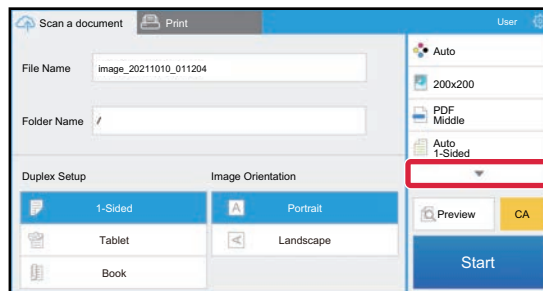 Scan a document
Print
User
File Name
image_20211010_011204
Folder Name
/
Duplex Setup
Image Orientation
1-Sided
Tablet
Book
A
Portrait
A
Landscape
Auto
200x200
PDF
Middle
Auto
1-Sided
Preview
CA
Start